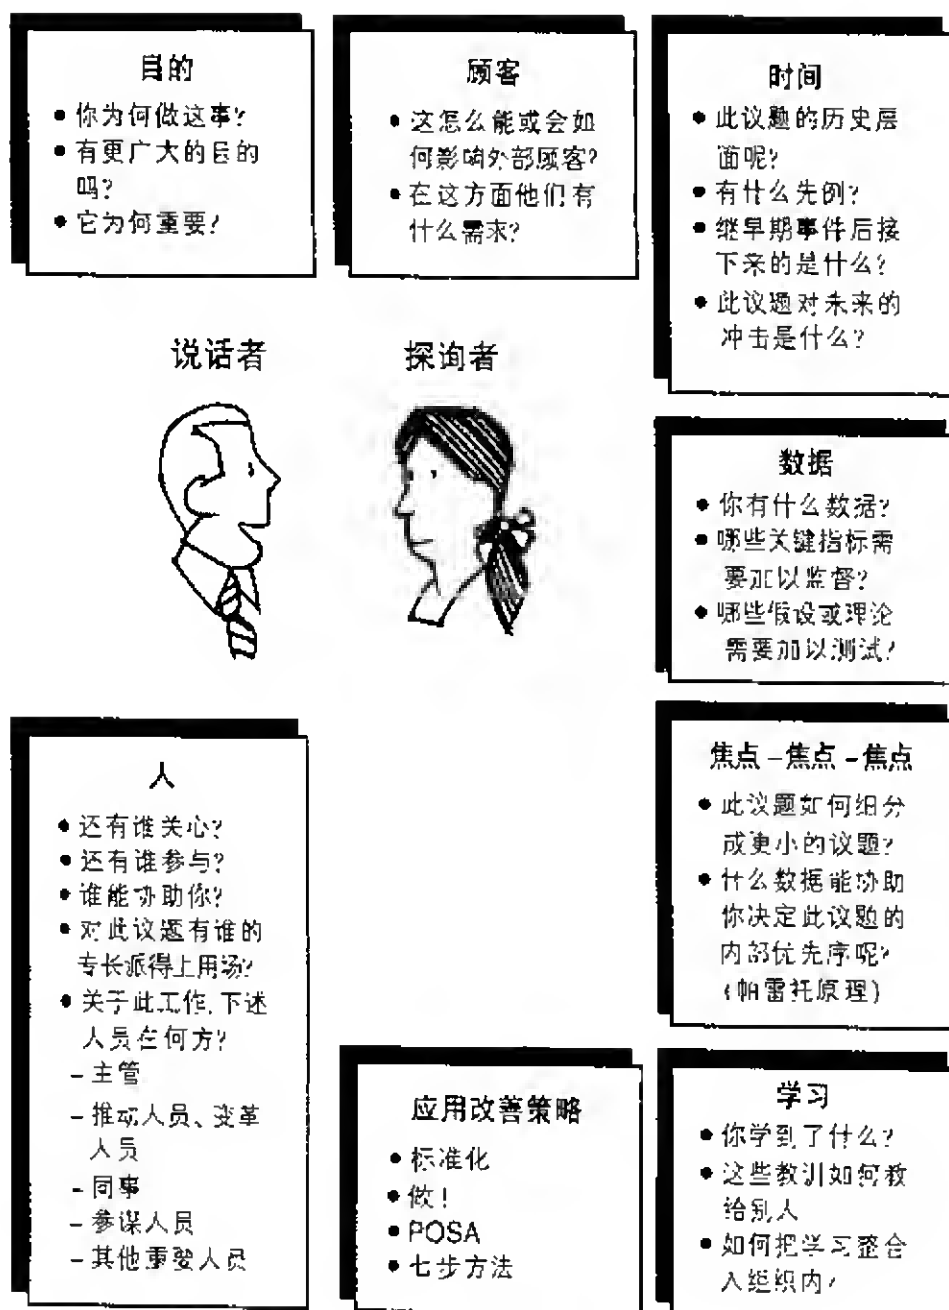 目的
• 你为何做这事?
• 有更广大的目的
吗?
• 它为何重要?
顾客
• 这怎么能或会如
何影响外部顾客?
• 在这方面他们有
什么需求?
时间
• 此议题的历史层
面呢?
• 有什么先例?
• 继早期事件后接
下来的是什么?
• 此议题对未来的
冲击是什么?
说话者
探询者
数据
• 你有什么数据?
• 哪些关键指标需
要加以监督?
• 哪些假设或理论
需要加以测试?
人
• 还有谁关心?
• 还有谁参与?
• 谁能协助你?
• 对此议题有谁的
专长派得上用场?
• 关于此工作,下述
人员在何方?
– 主管
– 推动人员、变革
人员
– 同事
– 参谋人员
– 其他重要人员
焦点 – 焦点 – 焦点
• 此议题如何细分
成更小的议题?
• 什么数据能协助
你决定此议题的
内部优先序呢?
(帕雷托原理)
应用改善策略
• 标准化
• 做!
• POSA
• 七步方法
学习
• 你学到了什么?
• 这些教训如何教
给别人
• 如何把学习整合
入组织内?